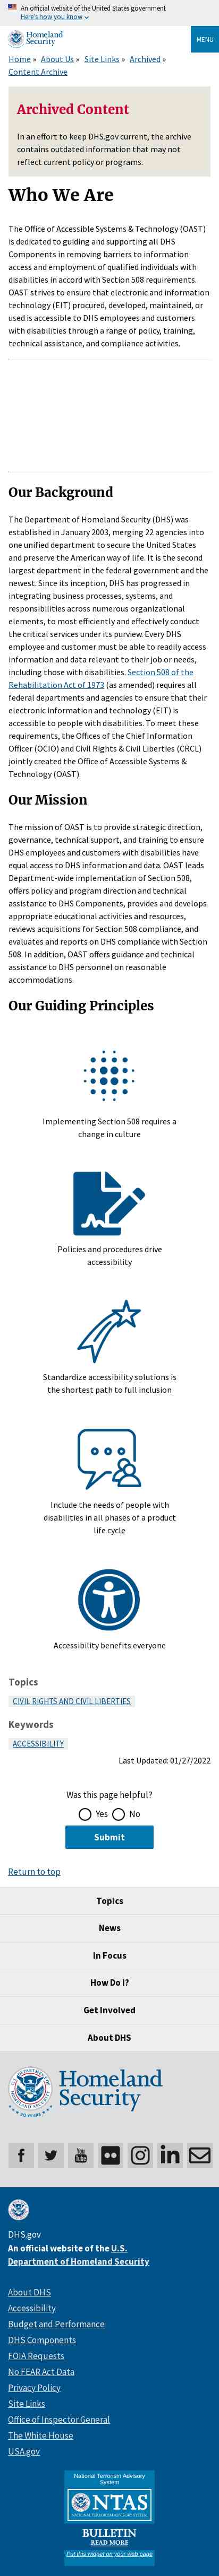 An official website of the United States government
Here's how you know
Homeland
Security
MENU
Home » About Us » Site Links » Archived »
Content Archive
Archived Content
In an effort to keep DHS.gov current, the archive
contains outdated information that may not
reflect current policy or programs.
Who We Are
The Office of Accessible Systems & Technology (OAST)
is dedicated to guiding and supporting all DHS
Components in removing barriers to information
access and employment of qualified individuals with
disabilities in accord with Section 508 requirements.
OAST strives to ensure that electronic and information
technology (EIT) procured, developed, maintained, or
used is accessible to DHS employees and customers
with disabilities through a range of policy, training,
technical assistance, and compliance activities.
Our Background
The Department of Homeland Security (DHS) was
established in January 2003, merging 22 agencies into
one unified department to secure the United States
and preserve the American way of life. It is the second
largest department in the federal government and the
newest. Since its inception, DHS has progressed in
integrating business processes, systems, and
responsibilities across numerous organizational
elements, to effectively and efficiently conduct the
critical services under its purview. Every DHS
employee and customer must be able to readily access
data and information relevant to their job needs,
including those with disabilities. Section 508 of the
Rehabilitation Act of 1973 (as amended) requires all
federal departments and agencies to ensure that their
electronic and information technology (EIT) is
accessible to people with disabilities. To meet these
requirements, the Offices of the Chief Information
Officer (OCIO) and Civil Rights & Civil Liberties (CRCL)
jointly created the Office of Accessible Systems &
Technology (OAST).
Our Mission
The mission of OAST is to provide strategic direction,
governance, technical support, and training to ensure
DHS employees and customers with disabilities have
equal access to DHS information and data. OAST leads
Department-wide implementation of Section 508,
offers policy and program direction and technical
assistance to DHS Components, provides and develops
appropriate educational activities and resources,
reviews acquisitions for Section 508 compliance, and
evaluates and reports on DHS compliance with Section
508. In addition, OAST offers guidance and technical
assistance to DHS personnel on reasonable
accommodations.
Our Guiding Principles
Implementing Section 508 requires a
change in culture
Policies and procedures drive
accessibility
Standardize accessibility solutions is
the shortest path to full inclusion
Include the needs of people with
disabilities in all phases of a product
life cycle
Accessibility benefits everyone
Topics
CIVIL RIGHTS AND CIVIL LIBERTIES
Keywords
ACCESSIBILITY
Last Updated: 01/27/2022
Was this page helpful?
Yes No
Submit
Return to top
Topics
News
In Focus
How Do I?
Get Involved
About DHS
Homeland
Security
20 YEARS
You
Tube
DHS.gov
An official website of the U.S.
Department of Homeland Security
About DHS
Accessibility
Budget and Performance
DHS Components
FOIA Requests
No FEAR Act Data
Privacy Policy
Site Links
Office of Inspector General
The White House
USA.gov
National Terrorism Advisory
System
NTAS
NATIONAL TERRORISM ADVISORY SYSTEM
BULLETIN
READ MORE
Put this widget on your web page